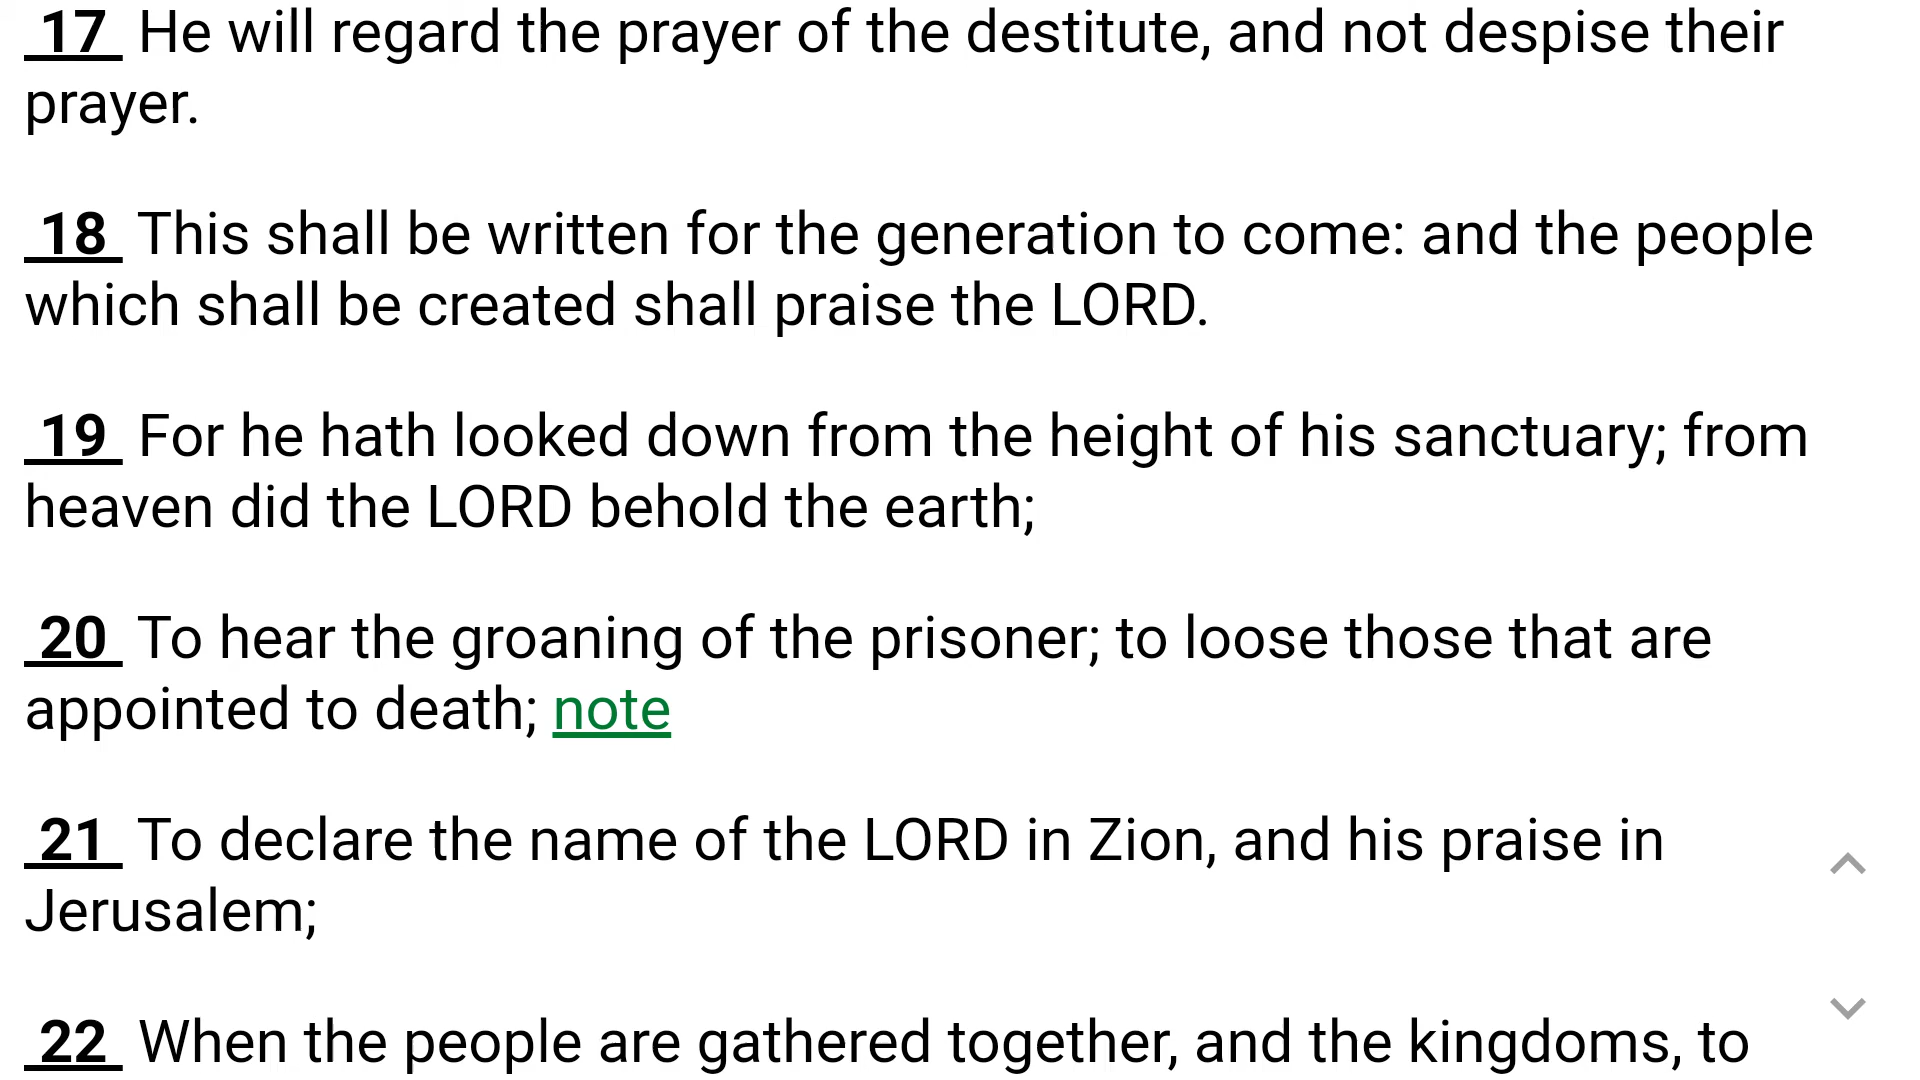 17 He will regard the prayer of the destitute, and not despise their
prayer.
18 This shall be written for the generation to come: and the people
which shall be created shall praise the LORD.
19 For he hath looked down from the height of his sanctuary; from
heaven did the LORD behold the earth;
20 To hear the groaning of the prisoner; to loose those that are
appointed to death; note
21 To declare the name of the LORD in Zion, and his praise in
Jerusalem;
22 When the people are gathered together, and the kingdoms, to